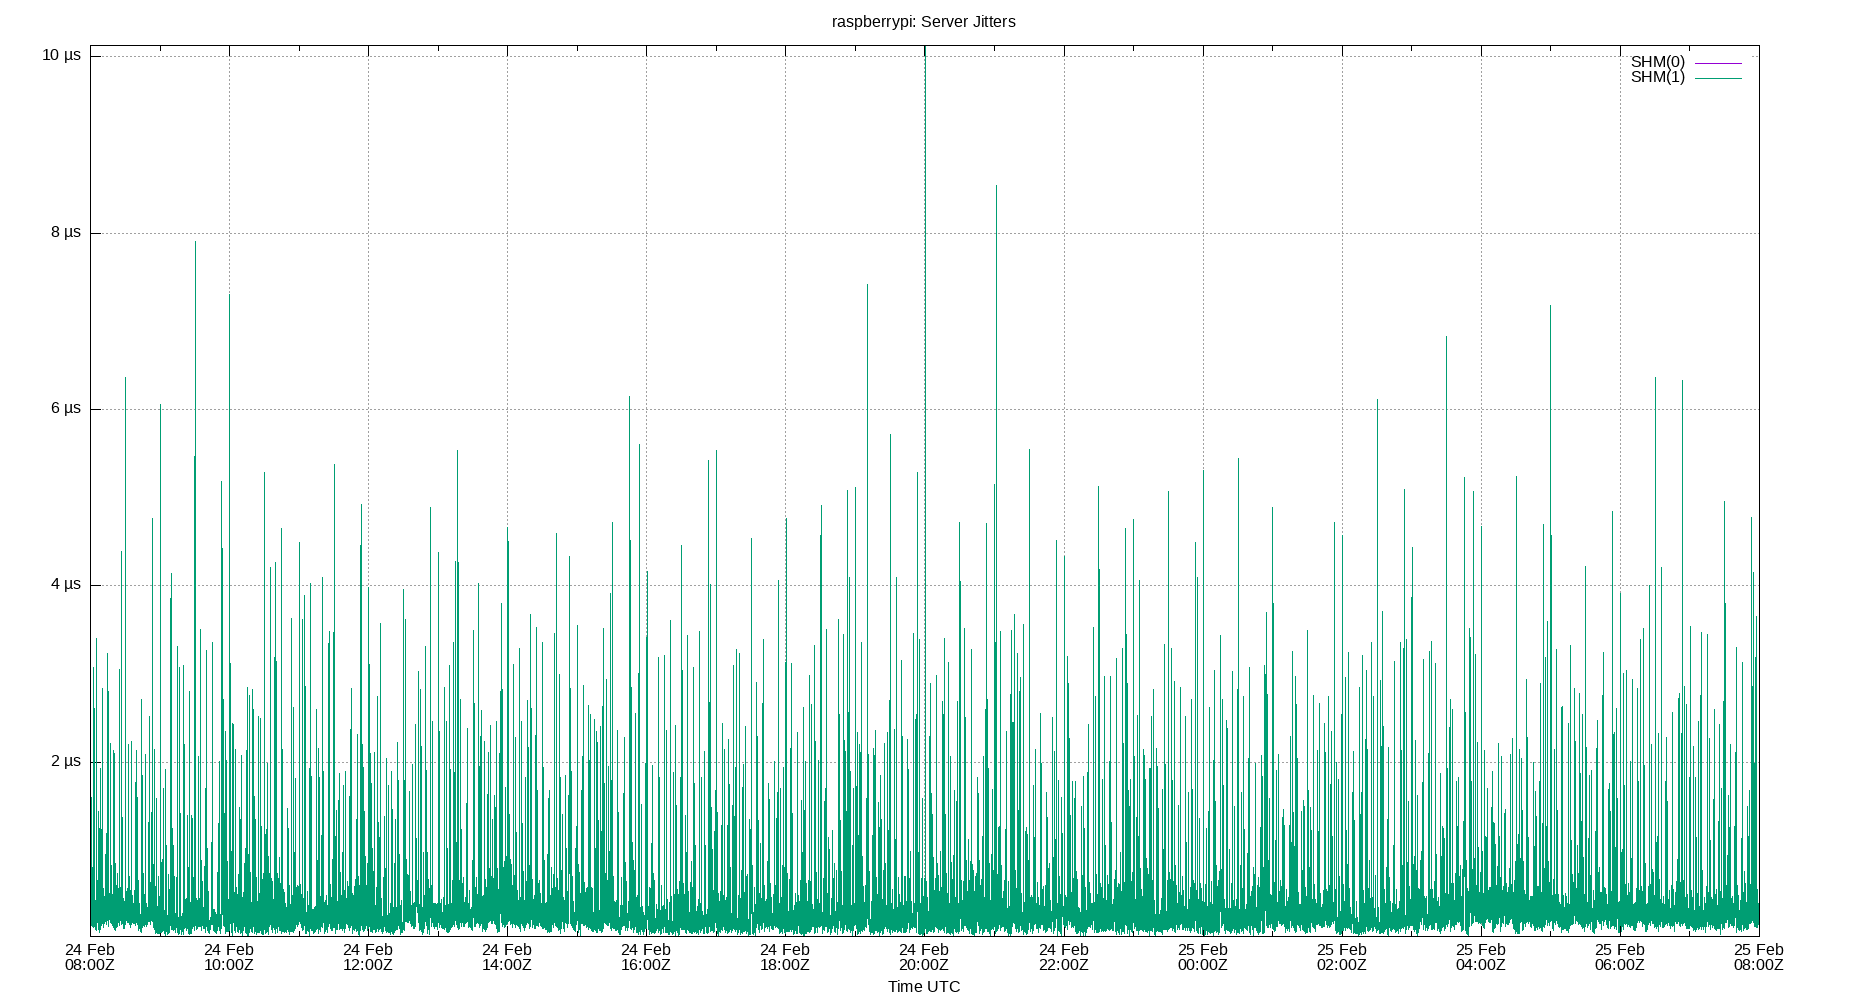 raspberrypi: Server Jitters
10 µs
8 µs
6 µs
4 µs
2 µs
SHM(0)
SHM(1)
24 Feb 24 Feb 24 Feb 24 Feb 24 Feb 24 Feb 24 Feb 24 Feb 25 Feb 25 Feb 25 Feb 25 Feb 25 Feb
08:00Z 10:00Z 12:00Z 14:00Z 16:00Z 18:00Z 20:00Z 22:00Z 00:00Z 02:00Z 04:00Z 06:00Z 08:00Z
Time UTC